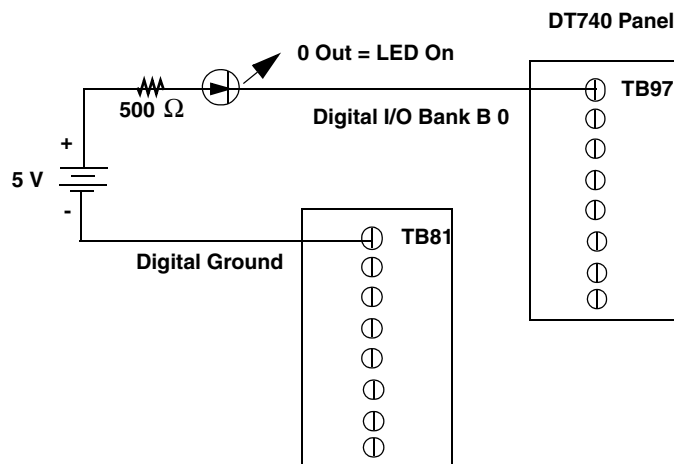 DT740 Panel
0 Out = LED On
TB97
500 Ω
Digital I/O Bank B 0
+
5 V
-
TB81
Digital Ground